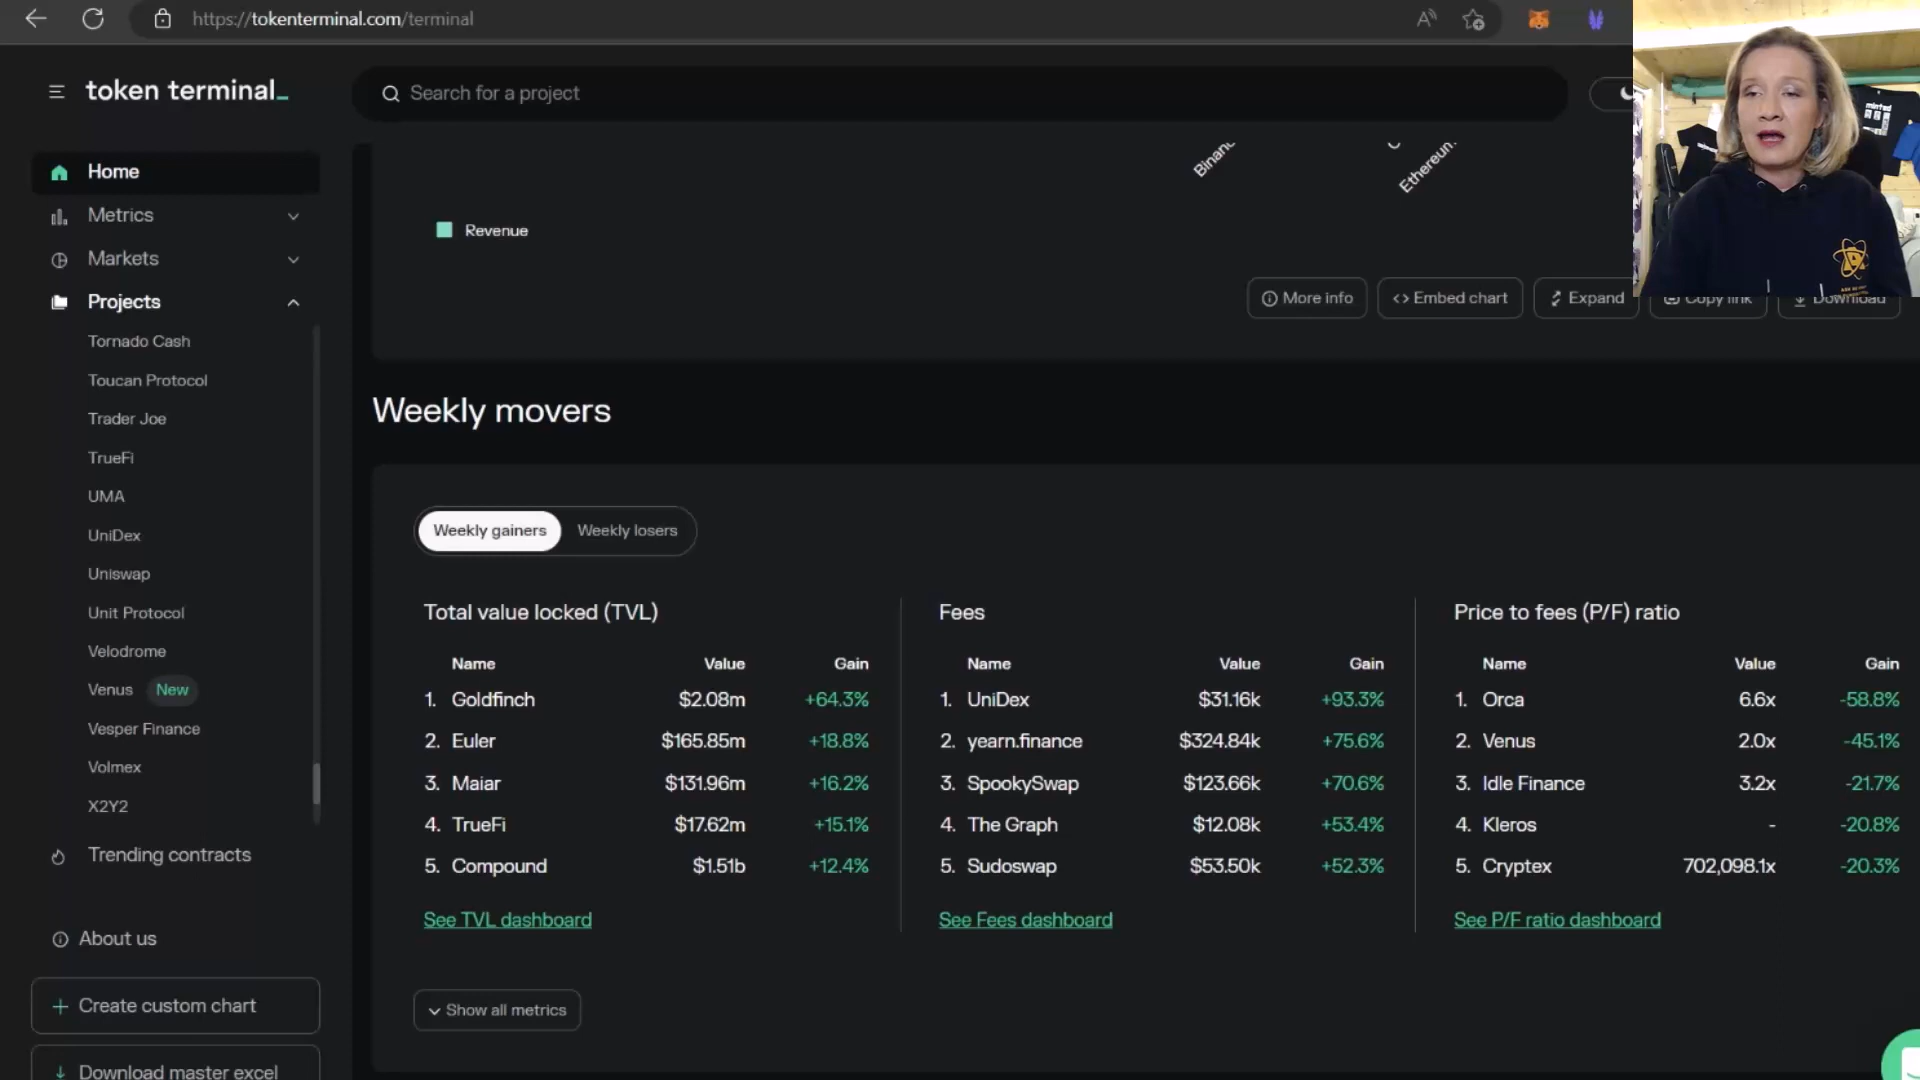 https://tokenterminal.com/terminal
token terminal_
Search for a project
Home
Metrics
Markets
Projects
Tornado Cash
Toucan Protocol
Trader Joe
TrueFi
UMA
UniDex
Uniswap
Unit Protocol
Velodrome
Venus New
Vesper Finance
Volmex
X2Y2
Trending contracts
About us
+ Create custom chart
Download master excel
Revenue
More info
<> Embed chart
Expand
Copy link
Download
Weekly movers
Weekly gainers
Weekly losers
Total value locked (TVL)
Name Value Gain
1. Goldfinch $2.08m +64.3%
2. Euler $165.85m +18.8%
3. Maiar $131.96m +16.2%
4. TrueFi $17.62m +15.1%
5. Compound $1.51b +12.4%
See TVL dashboard
Fees
Name Value Gain
1. UniDex $31.16k +93.3%
2. yearn.finance $324.84k +75.6%
3. SpookySwap $123.66k +70.6%
4. The Graph $12.08k +53.4%
5. Sudoswap $53.50k +52.3%
See Fees dashboard
Price to fees (P/F) ratio
Name Value Gain
1. Orca 6.6x -58.8%
2. Venus 2.0x -45.1%
3. Idle Finance 3.2x -21.7%
4. Kleros - -20.8%
5. Cryptex 702,098.1x -20.3%
See P/F ratio dashboard
Show all metrics